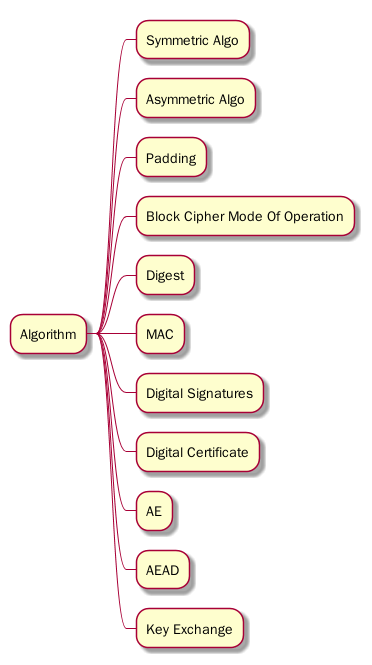 Symmetric Algo
Asymmetric Algo
Padding
Block Cipher Mode Of Operation
Digest
Algorithm
MAC
Digital Signatures
Digital Certificate
AE
AEAD
Key Exchange